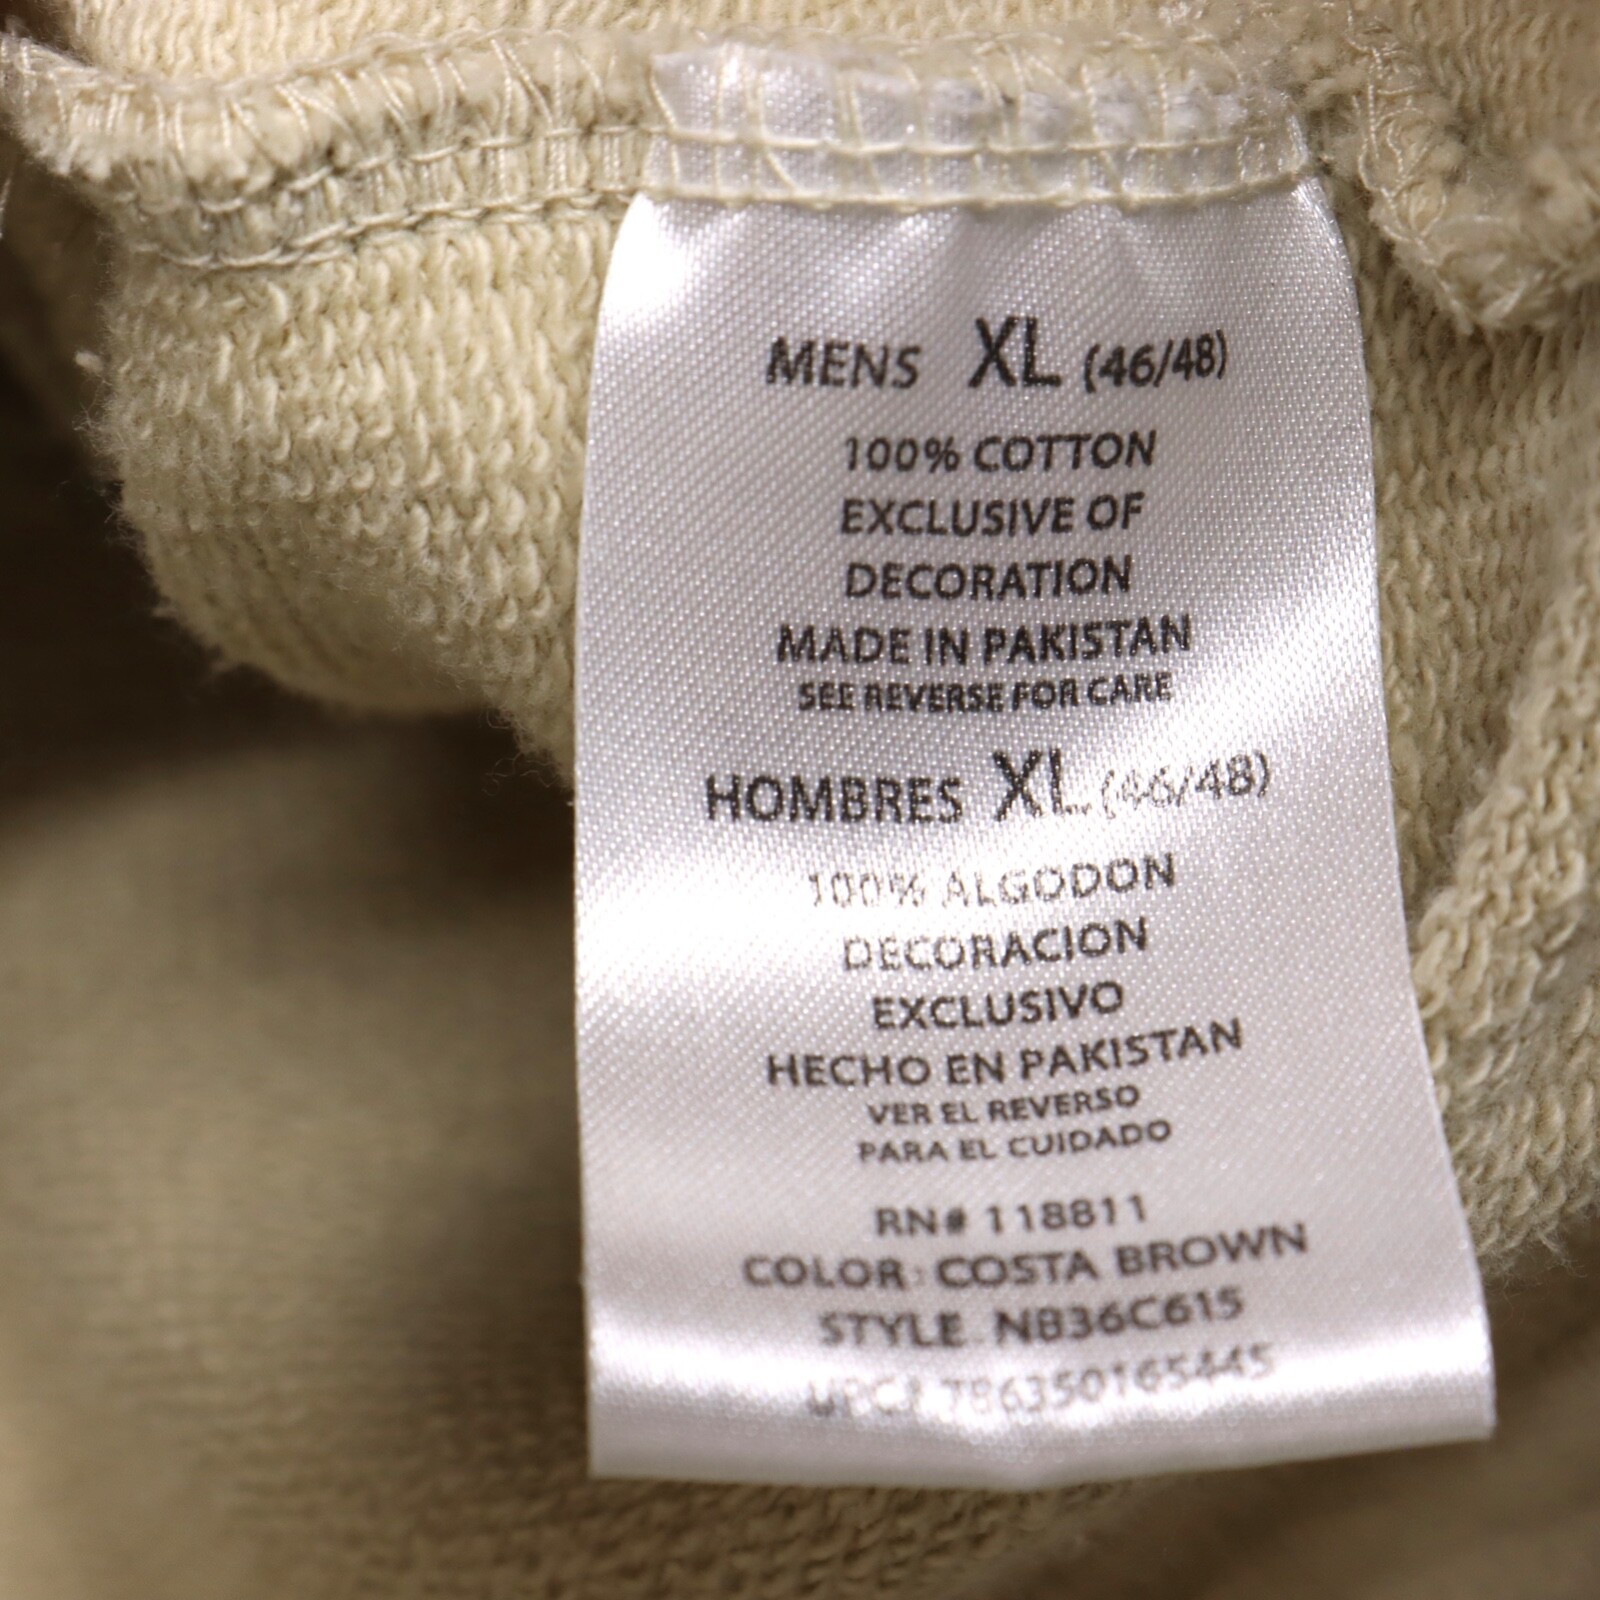 MENS XL (46/48)
100% COTTON
EXCLUSIVE OF
DECORATION
MADE IN PAKISTAN
SEE REVERSE FOR CARE
HOMBRES XL (46/48)
100% ALGODON
DECORACION
EXCLUSIVO
HECHO EN PAKISTAN
VER EL REVERSO
PARA EL CUIDADO
RN# 118811
COLOR: COSTA BROWN
STYLE NB36C615
UPC# 786350165445